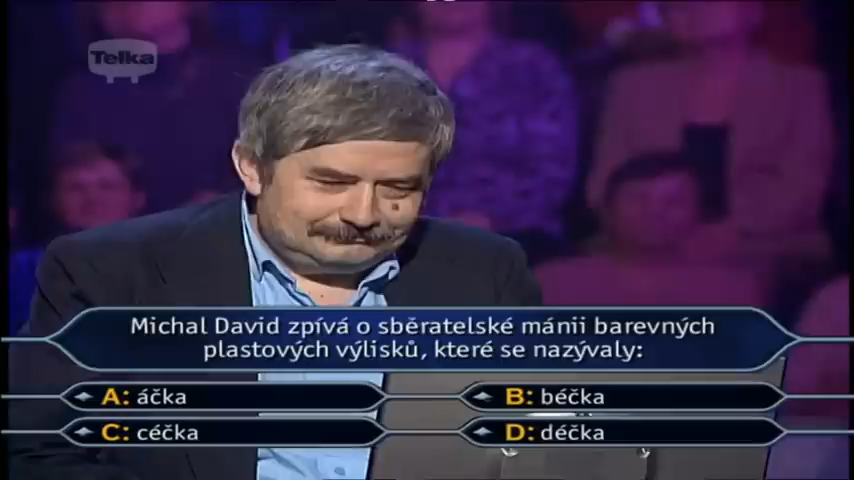 Telka
Michal David zpívá o sběratelské mánii barevných
plastových výlisků, které se nazývaly:
A: áčka
B: béčka
C: céčka
D: déčka